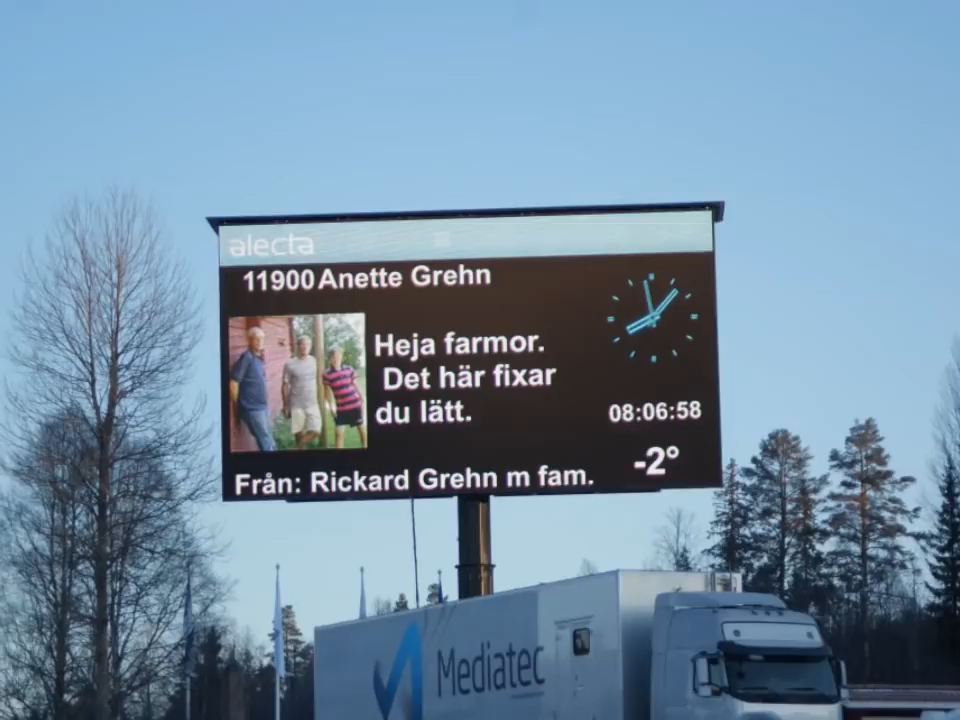 alecta
11900 Anette Grehn
Heja farmor.
Det här fixar
du lätt.
08:06:58
-2°
Från: Rickard Grehn m fam.
Mediatec